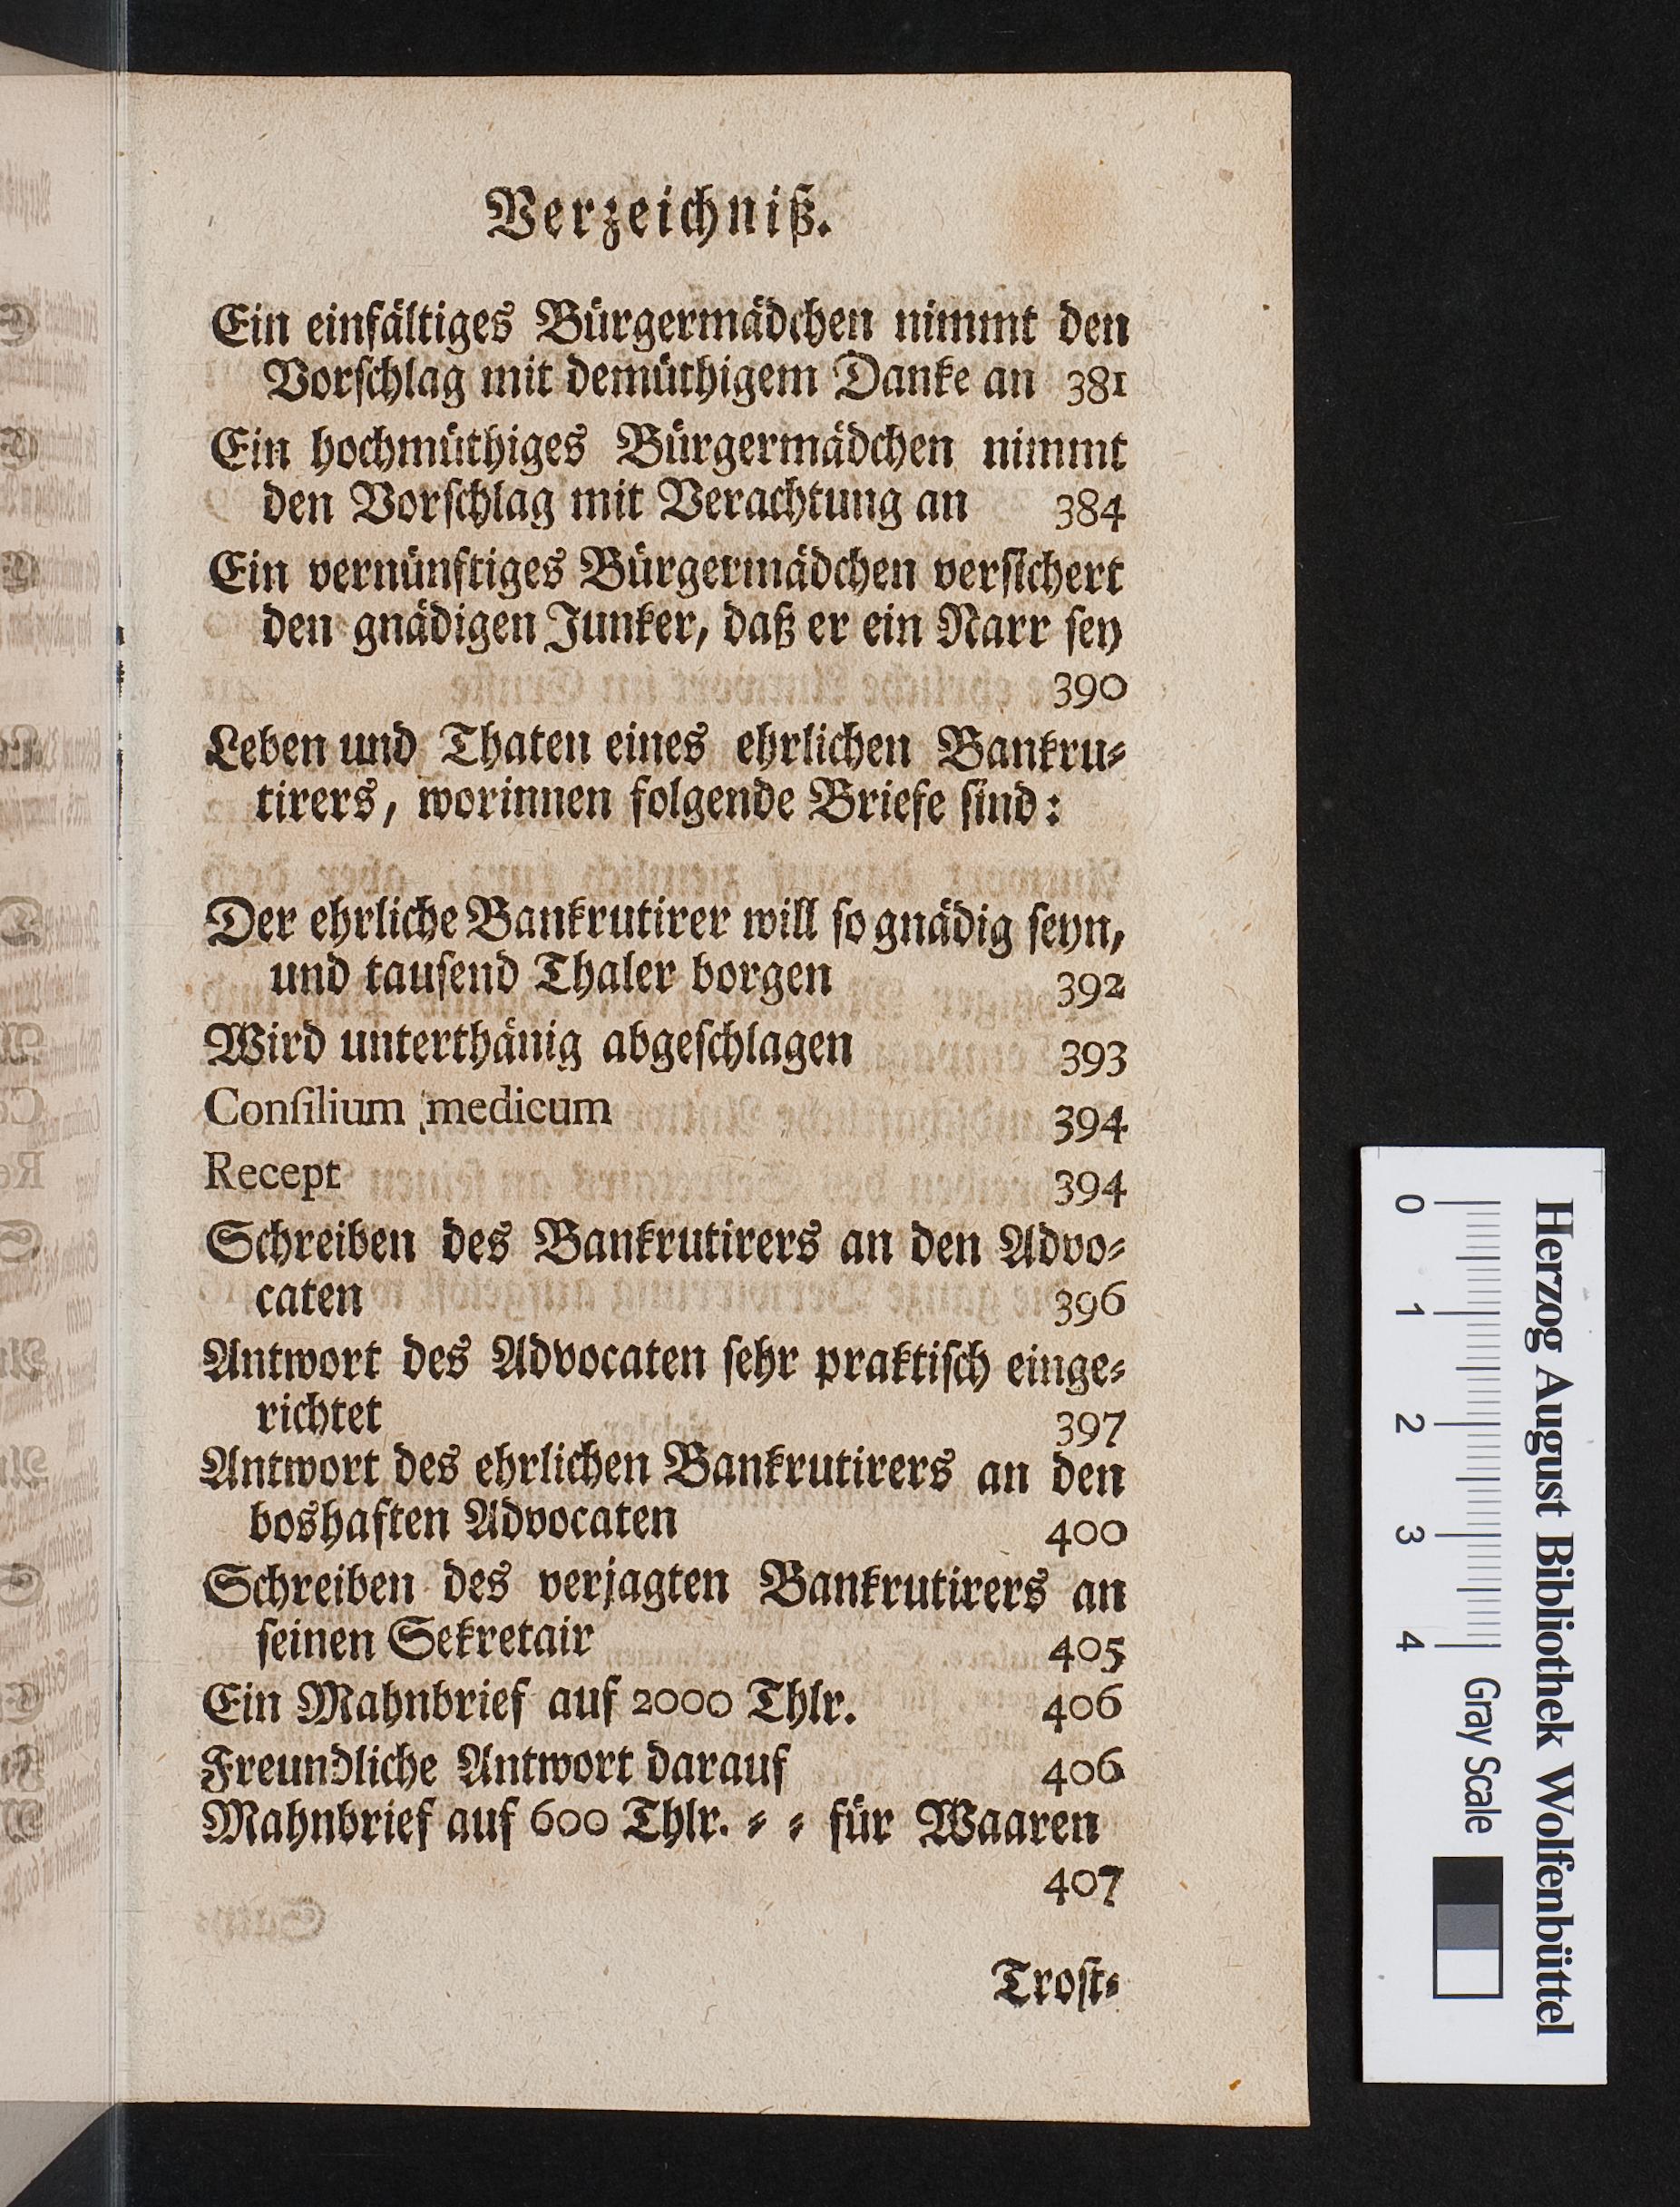 Verzeichniß.
Ein einfältiges Bürgermädchen nimmt den
Vorſchlag mit demüthigem Danke an 381
Ein hochmüthiges Bürgermädchen nimmt
den Vorſchlag mit Verachtung an 384
Ein vernünftiges Bürgermädchen verſichert
den gnädigen Junker, daß er ein Narr ſey
390
Leben und Thaten eines ehrlichen Bankru⸗
tirers, worinnen folgende Briefe ſind:
Der ehrliche Bankrutirer will ſo gnädig ſeyn,
und tauſend Thaler borgen 392
Wird unterthänig abgeſchlagen 393
Conſilium medicum 394
Recept 394
Schreiben des Bankrutirers an den Advo⸗
caten 396
Antwort des Advocaten ſehr praktiſch einge⸗
richtet 397
Antwort des ehrlichen Bankrutirers an den
boshaften Advocaten 400
Schreiben des verjagten Bankrutirers an
ſeinen Sekretair 405
Ein Mahnbrief auf 2000 Thlr. 406
Freundliche Antwort darauf 406
Mahnbrief auf 600 Thlr. ⸗ ⸗ für Waaren
407
Troſt⸗
Herzog August Bibliothek Wolfenbüttel
0 1 2 3 4 Gray Scale